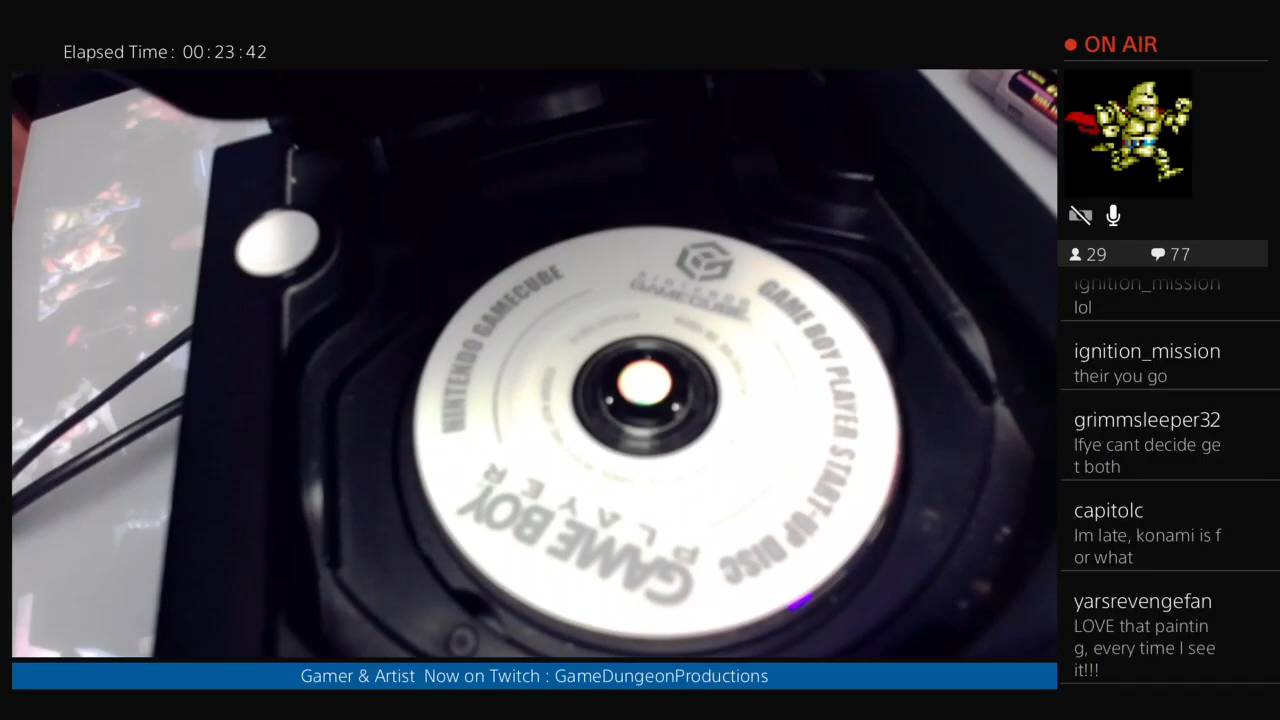 Elapsed Time: 00:23:42
ON AIR
29 77
ignition_mission
lol
ignition_mission
their you go
grimmsleeper32
Ifye cant decide ge
t both
capitolc
Im late, konami is f
or what
yarsrevengefan
LOVE that paintin
g, every time I see
it!!!
NINTENDO GAMECUBE
NINTENDO
GAMECUBE
GAME BOY PLAYER START-UP DISC
GAME BOY
PLAYER
Gamer & Artist Now on Twitch : GameDungeonProductions